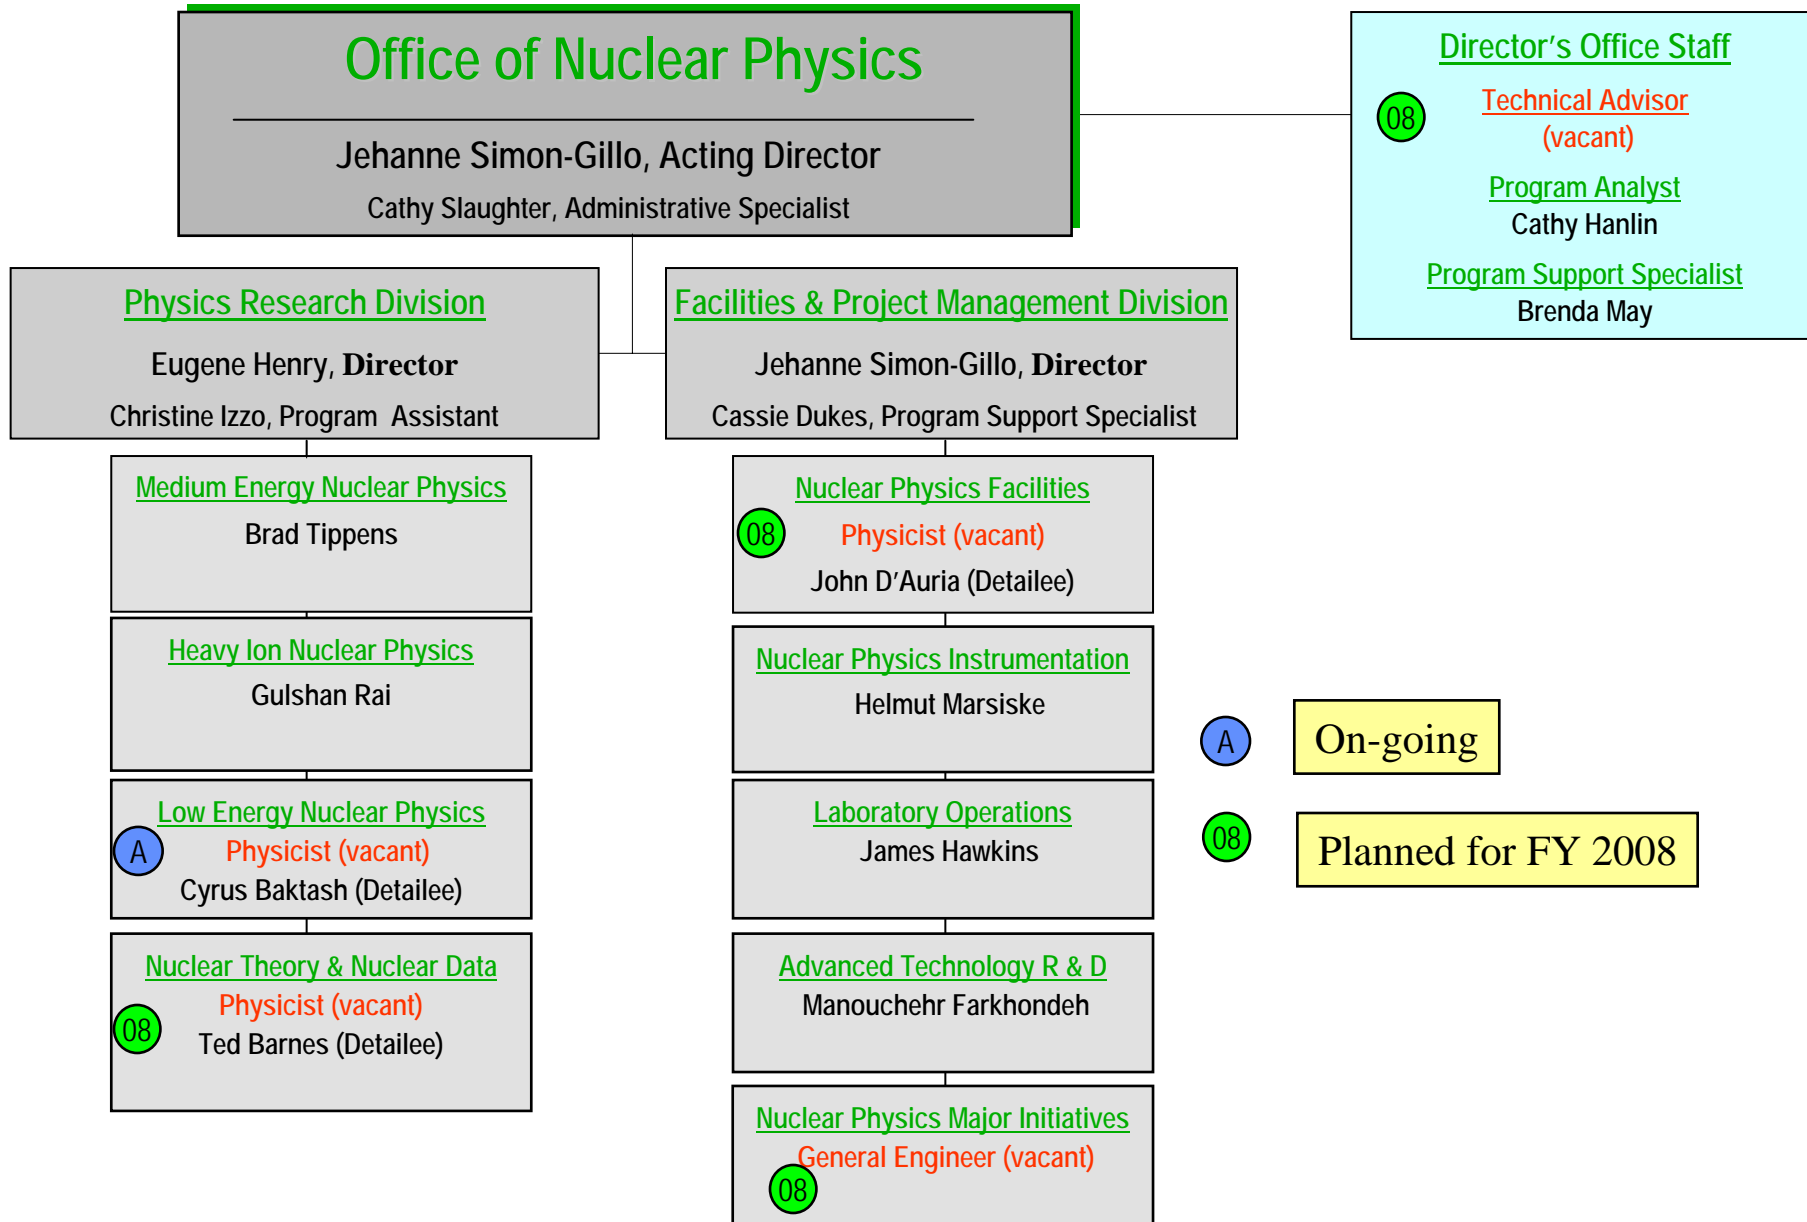 Office of Nuclear Physics
Jehanne Simon-Gillo, Acting Director
Cathy Slaughter, Administrative Specialist
Director's Office Staff
08
Technical Advisor
(vacant)
Program Analyst
Cathy Hanlin
Program Support Specialist
Brenda May
Physics Research Division
Eugene Henry, Director
Christine Izzo, Program Assistant
Facilities & Project Management Division
Jehanne Simon-Gillo, Director
Cassie Dukes, Program Support Specialist
Medium Energy Nuclear Physics
Brad Tippens
Heavy Ion Nuclear Physics
Gulshan Rai
Low Energy Nuclear Physics
A
Physicist (vacant)
Cyrus Baktash (Detailee)
Nuclear Theory & Nuclear Data
Physicist (vacant)
08
Ted Barnes (Detailee)
Nuclear Physics Facilities
08
Physicist (vacant)
John D'Auria (Detailee)
Nuclear Physics Instrumentation
Helmut Marsiske
Laboratory Operations
James Hawkins
Advanced Technology R & D
Manouchehr Farkhondeh
Nuclear Physics Major Initiatives
General Engineer (vacant)
08
A
On-going
08
Planned for FY 2008